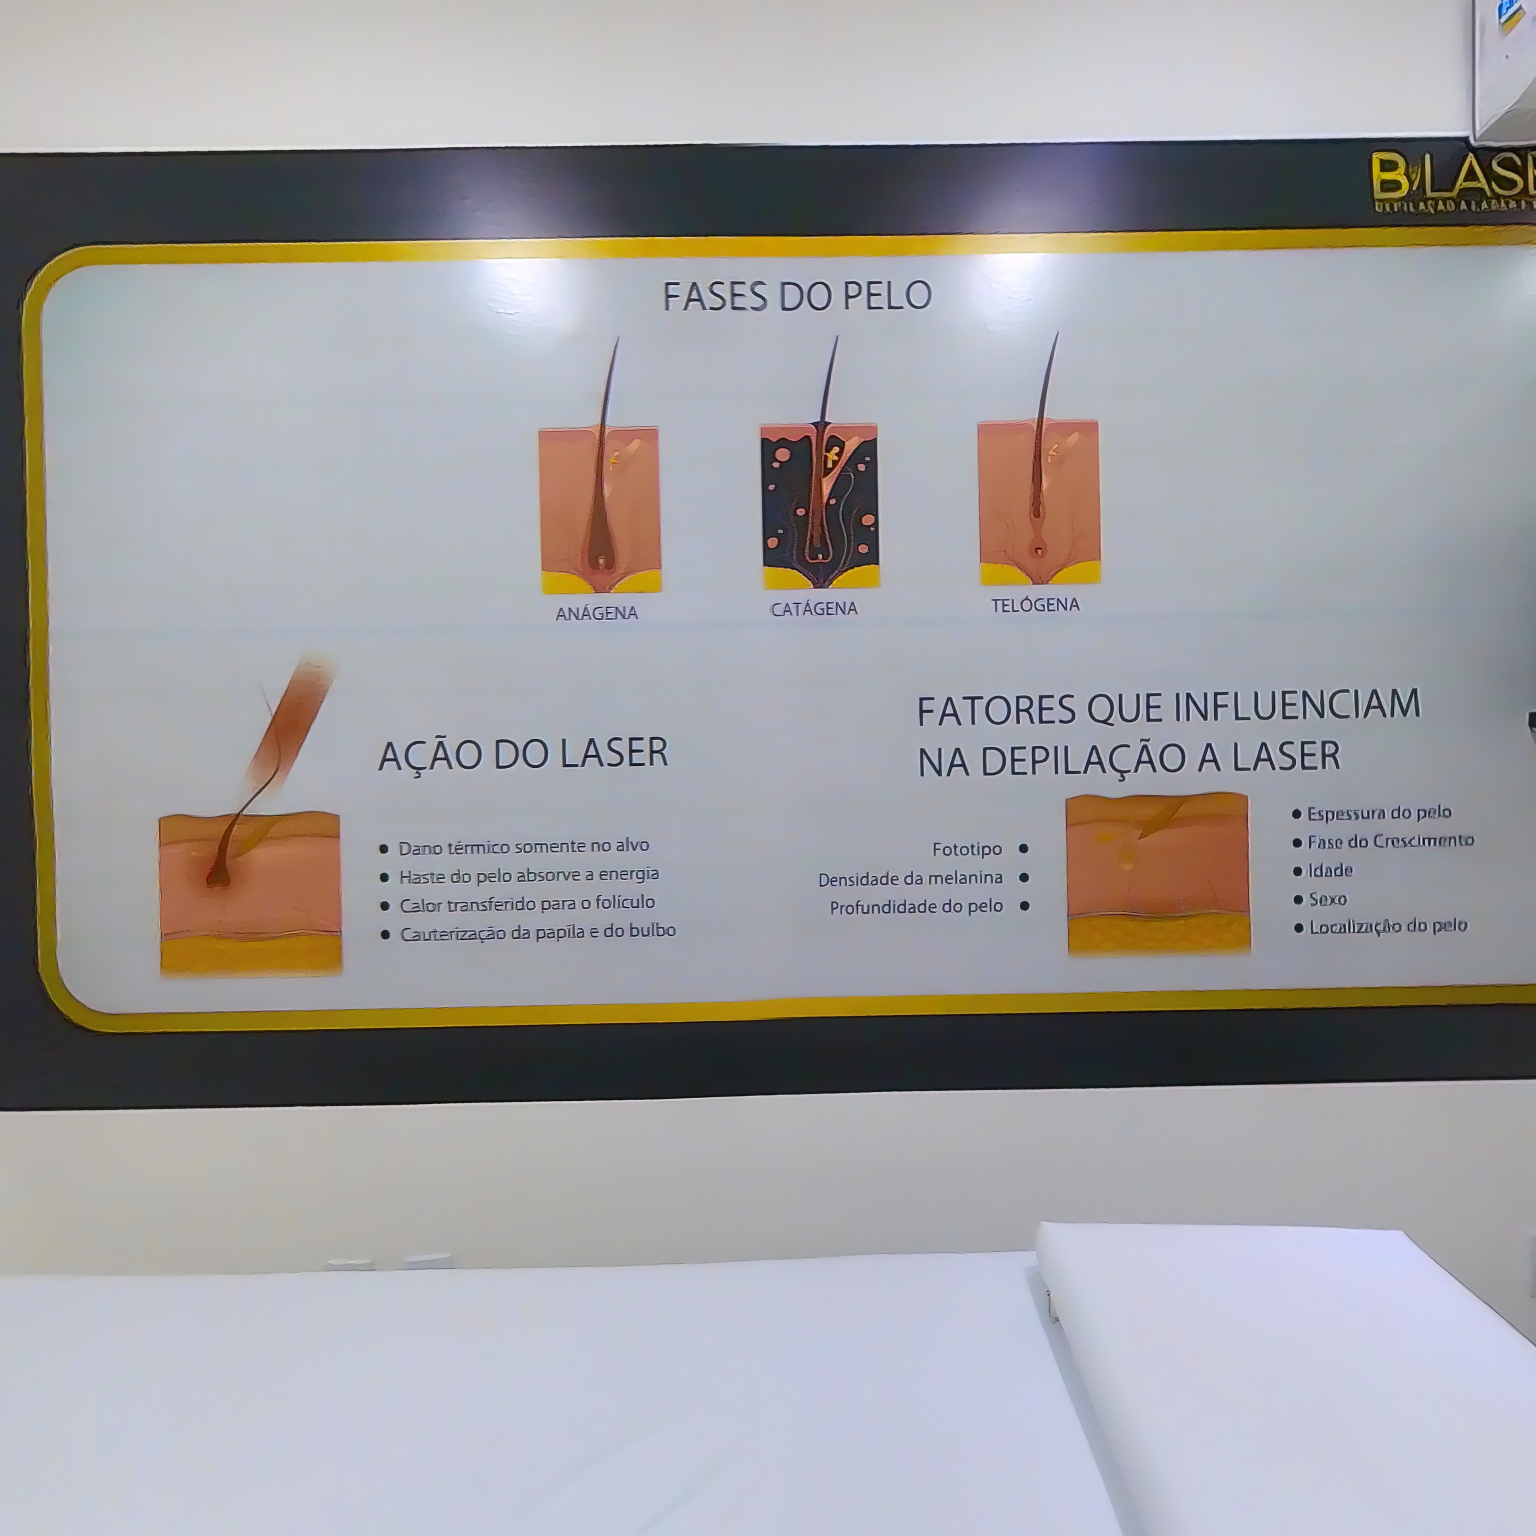 FASES DO PELO
ANÁGENA
CATÁGENA
TELÓGENA
AÇÃO DO LASER
Dano térmico somente no alvo
Haste do pelo absorve a energia
Calor transferido para o folículo
Cauterização da papila e do bulbo
FATORES QUE INFLUENCIAM
NA DEPILAÇÃO A LASER
Fototipo
Densidade da melanina
Profundidade do pelo
Espessura do pelo
Fase do Crescimento
Idade
Sexo
Localização do pelo